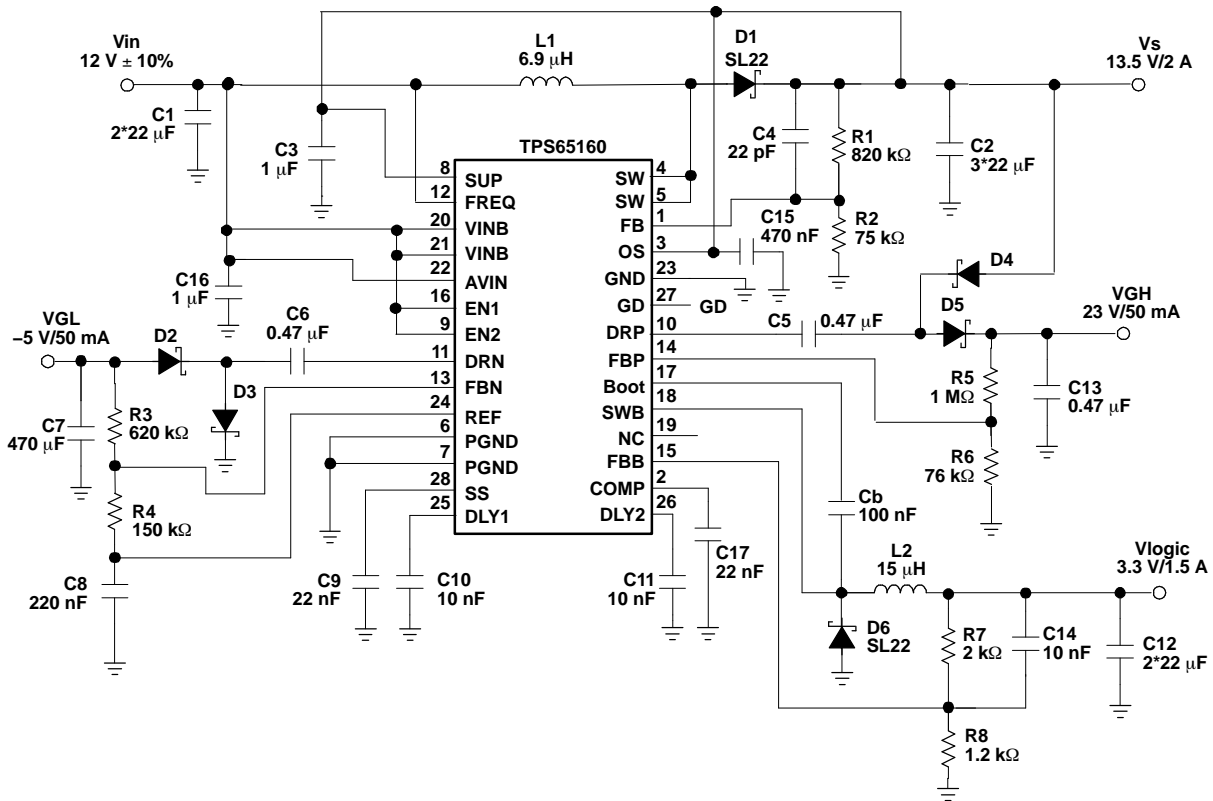 Vin
12 V ± 10%
C1
2*22 μF
L1
6.9 μH
D1
SL22
Vs
13.5 V/2 A
C3
1 μF
C4
22 pF
R1
820 kΩ
C2
3*22 μF
R2
75 kΩ
C15
470 nF
C16
1 μF
TPS65160
8 SUP
12 FREQ
20 VINB
21 VINB
22 AVIN
16 EN1
9 EN2
11 DRN
13 FBN
24 REF
6 PGND
7 PGND
28 SS
25 DLY1
SW 4
SW 5
FB 1
OS 3
GND 23
GD 27 GD
DRP 10
FBP 14
Boot 17
SWB 18
NC 19
FBB 15
COMP 2
DLY2 26
D4
D5
VGH
23 V/50 mA
C5 0.47 μF
R5
1 MΩ
C13
0.47 μF
R6
76 kΩ
VGL
–5 V/50 mA
D2
C6
0.47 μF
D3
C7
470 μF
R3
620 kΩ
R4
150 kΩ
C8
220 nF
C9
22 nF
C10
10 nF
C11
10 nF
C17
22 nF
Cb
100 nF
L2
15 μH
Vlogic
3.3 V/1.5 A
D6
SL22
R7
2 kΩ
C14
10 nF
C12
2*22 μF
R8
1.2 kΩ